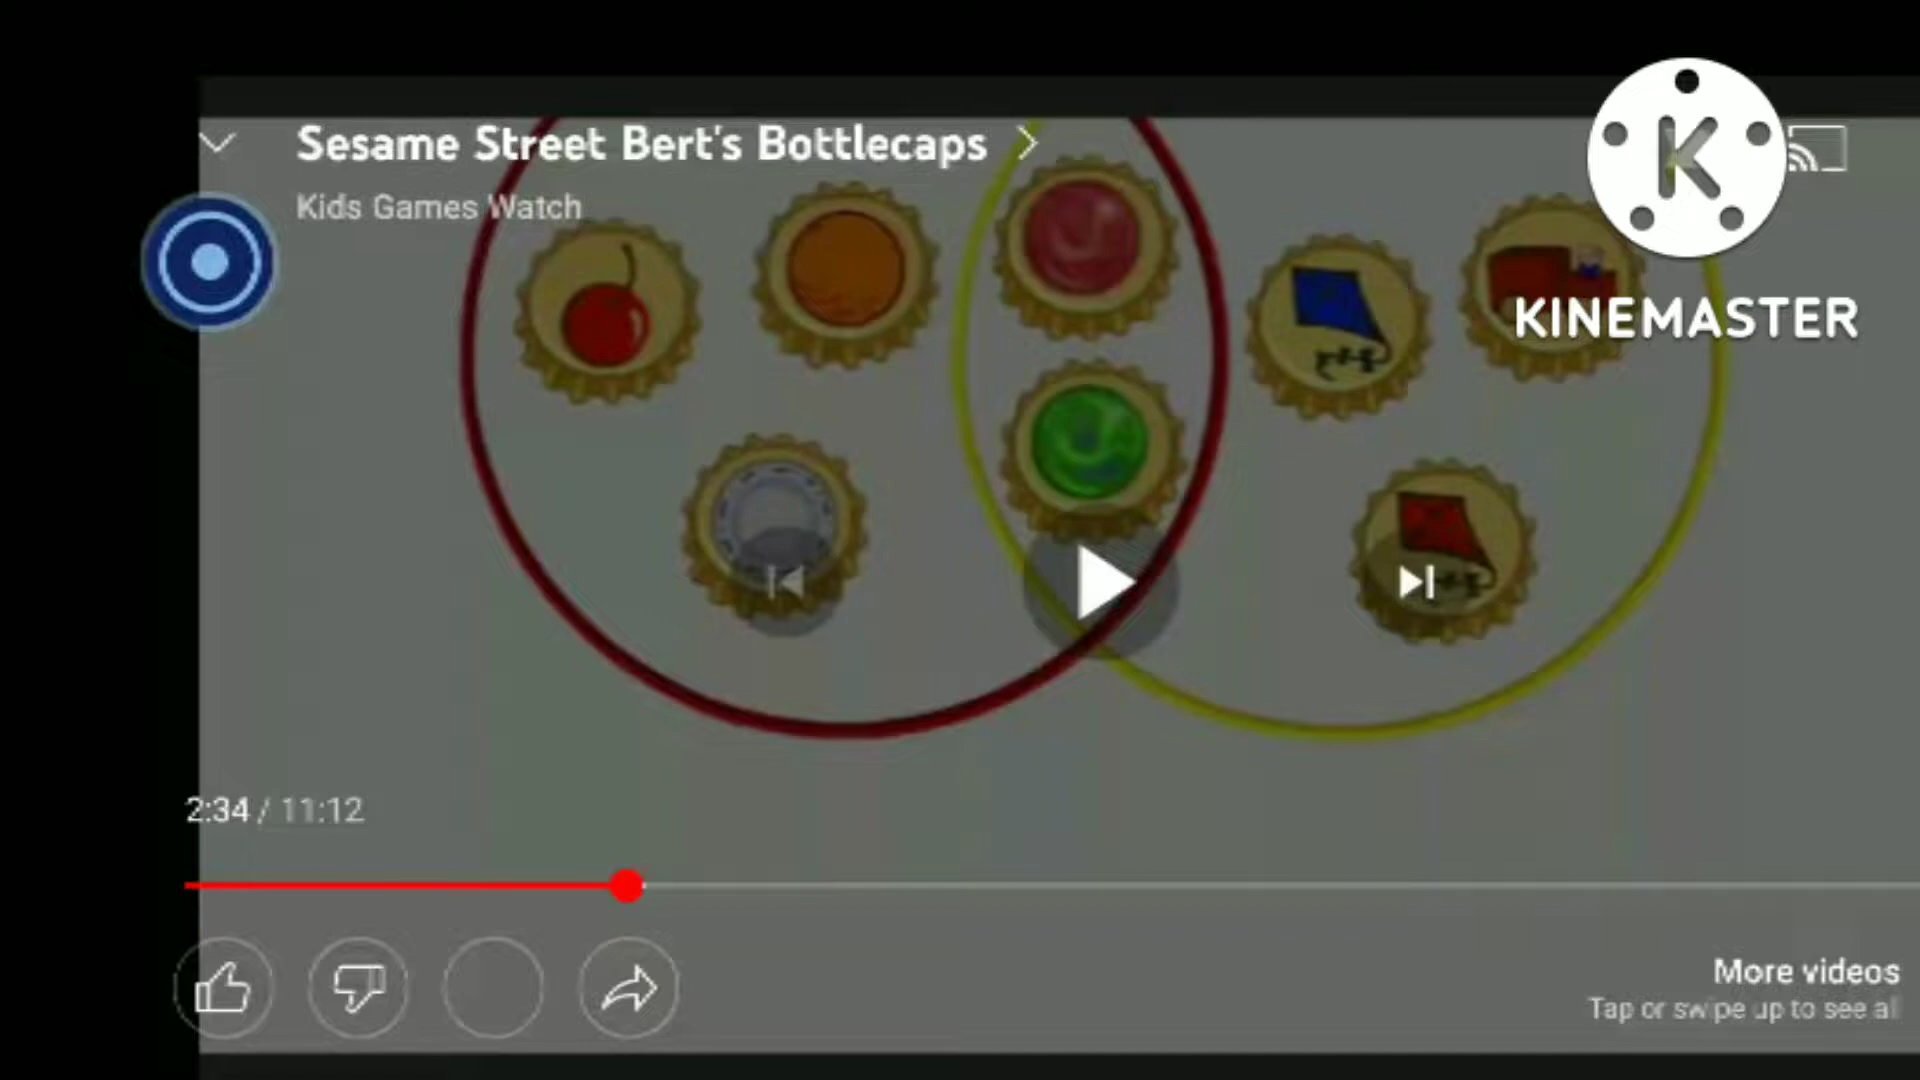 Sesame Street Bert's Bottlecaps
Kids Games Watch
K
KINEMASTER
2:34 / 11:12
More videos
Tap or swipe up to see all